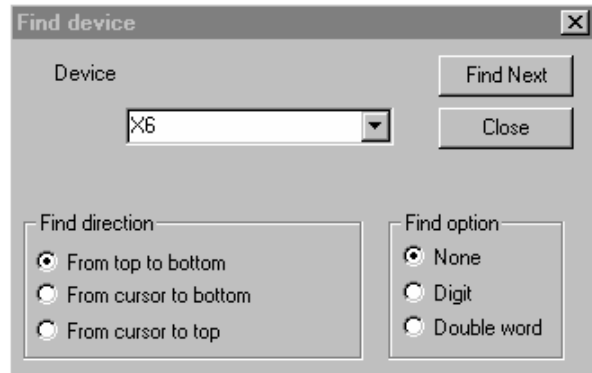 Find device
Device
Find Next
X6
Close
Find direction
From top to bottom
From cursor to bottom
From cursor to top
Find option
None
Digit
Double word